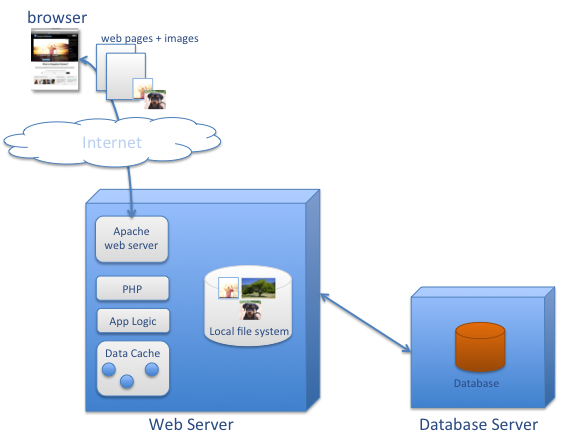 browser
web pages + images
Internet
Apache
web server
PHP
App Logic
Data Cache
Local file system
Database
Web Server
Database Server